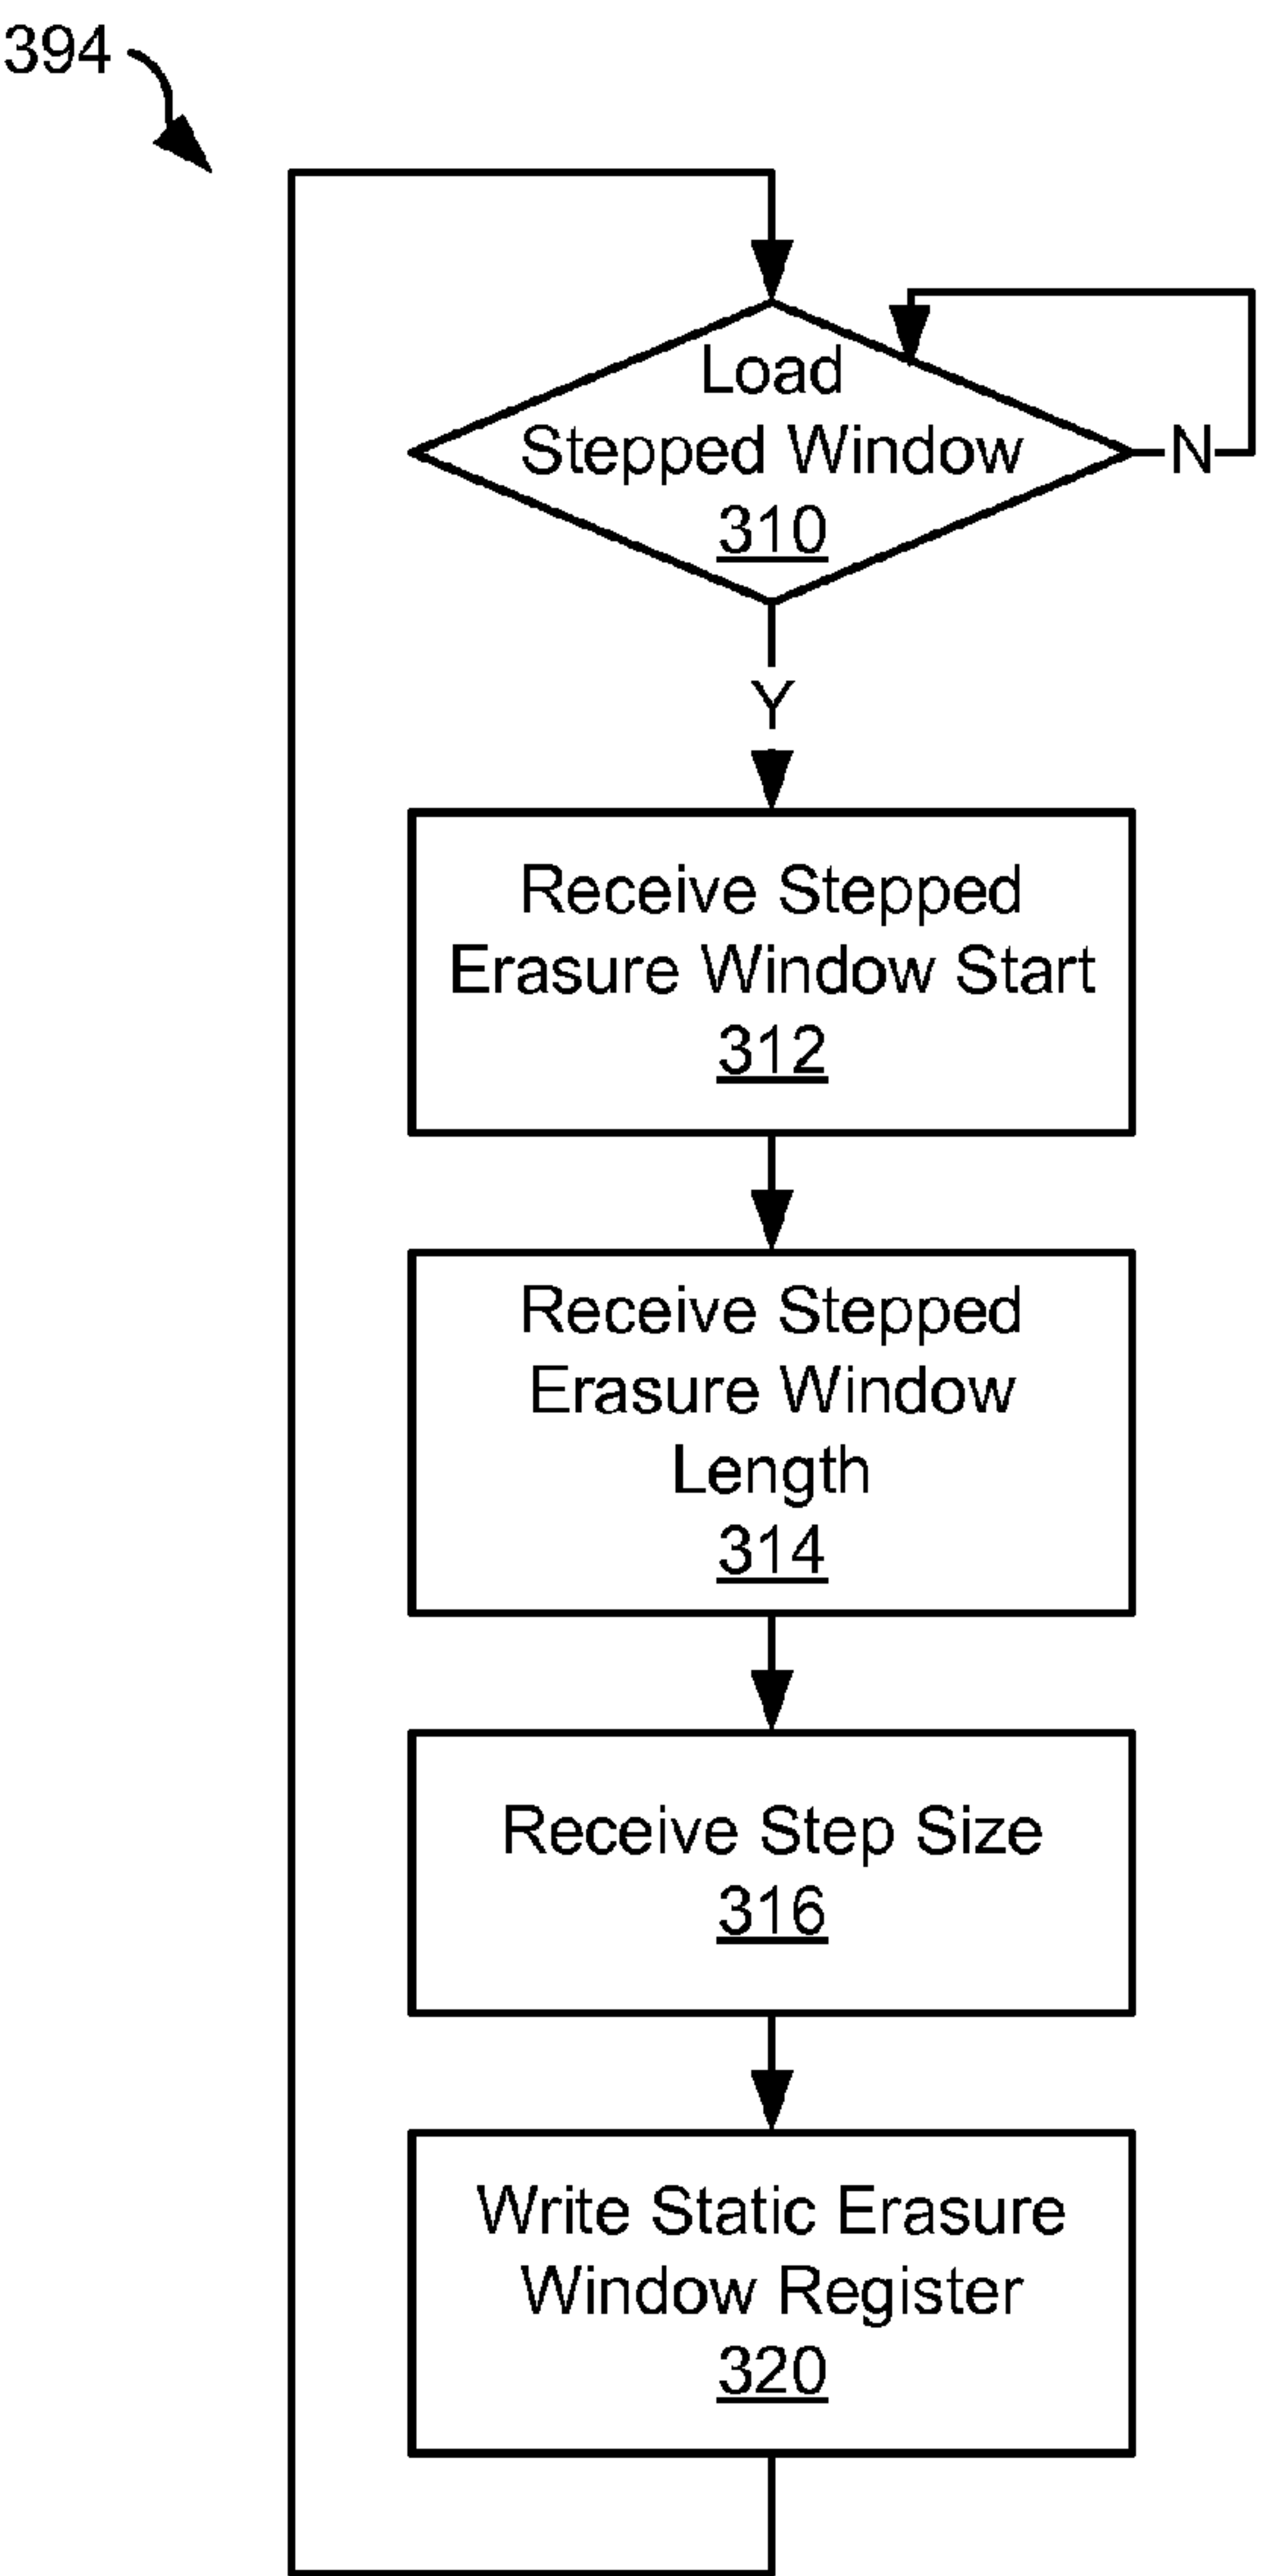 394
Load
Stepped Window
310
N
Y
Receive Stepped
Erasure Window Start
312
Receive Stepped
Erasure Window
Length
314
Receive Step Size
316
Write Static Erasure
Window Register
320